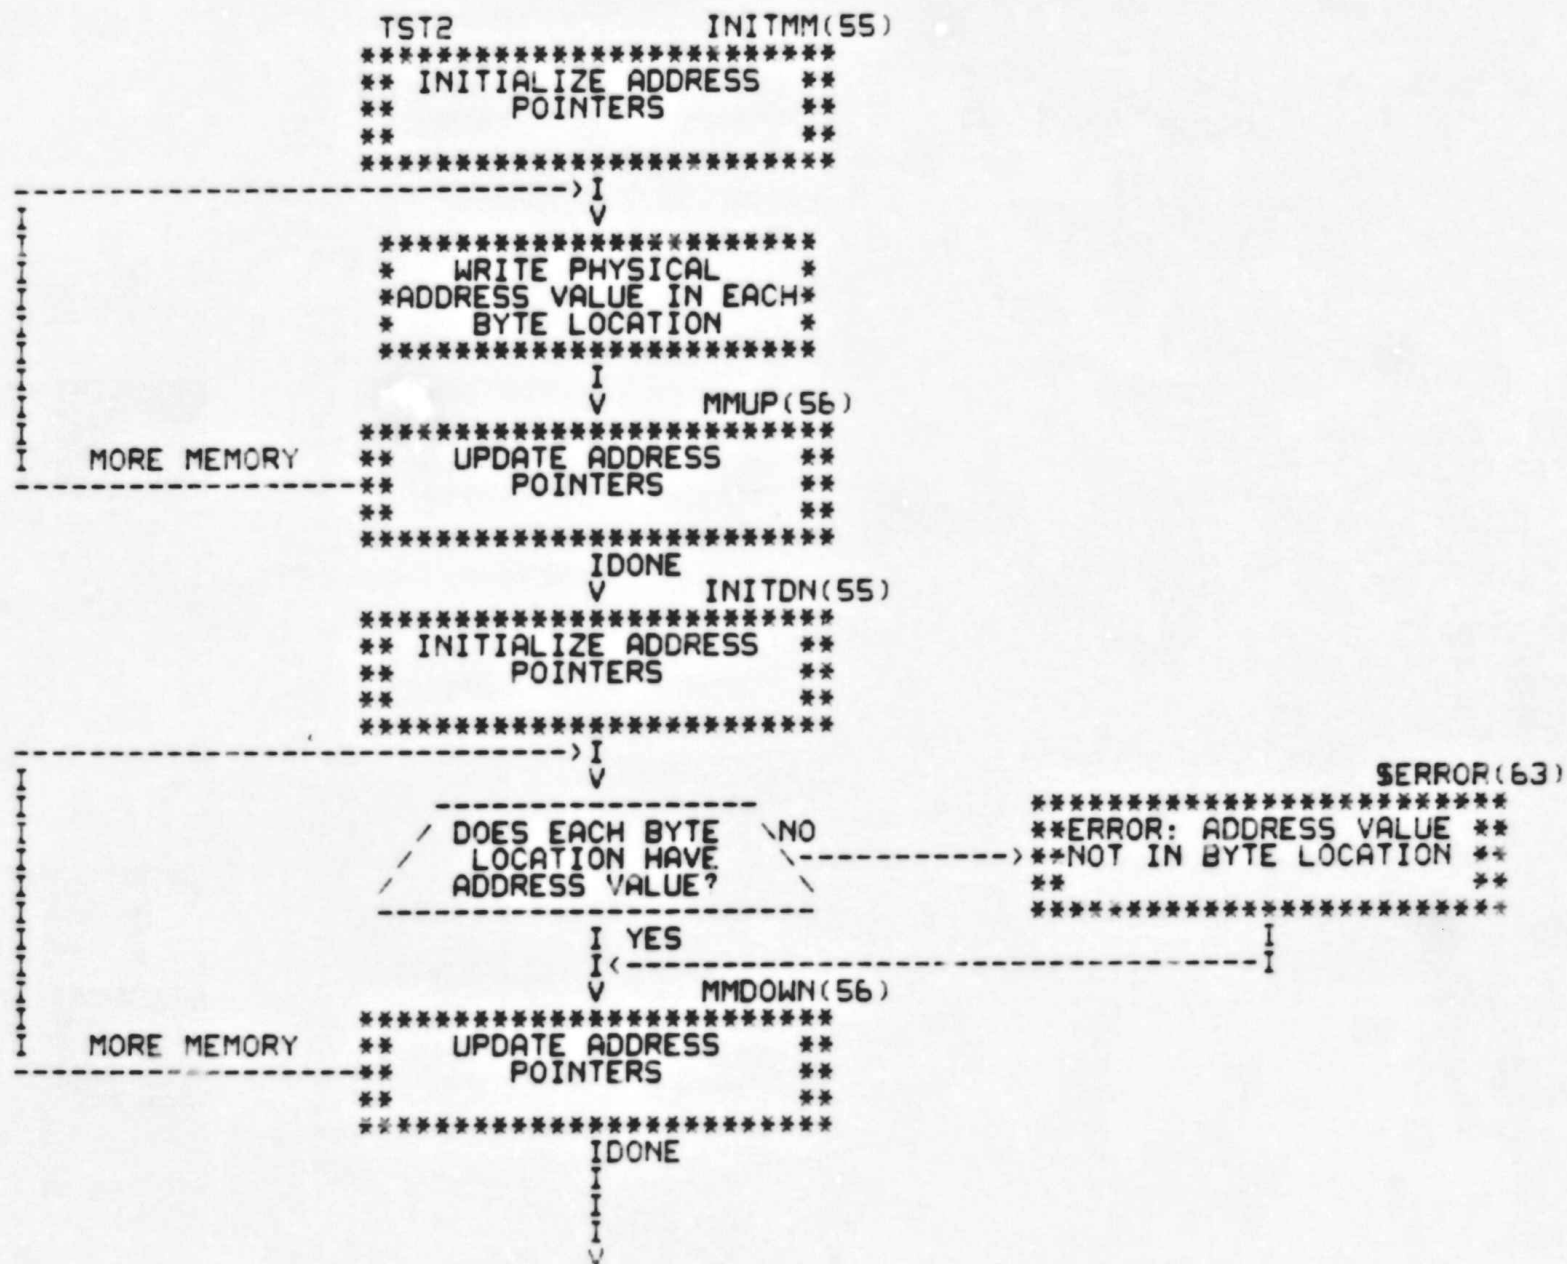 TST2 INITMM(55)
INITIALIZE ADDRESS
POINTERS
WRITE PHYSICAL
ADDRESS VALUE IN EACH
BYTE LOCATION
MMUP(56)
MORE MEMORY UPDATE ADDRESS
POINTERS
DONE
INITDN(55)
INITIALIZE ADDRESS
POINTERS
$ERROR(63)
DOES EACH BYTE NO ERROR: ADDRESS VALUE
LOCATION HAVE NOT IN BYTE LOCATION
ADDRESS VALUE?
YES
MMDOWN(56)
MORE MEMORY UPDATE ADDRESS
POINTERS
DONE